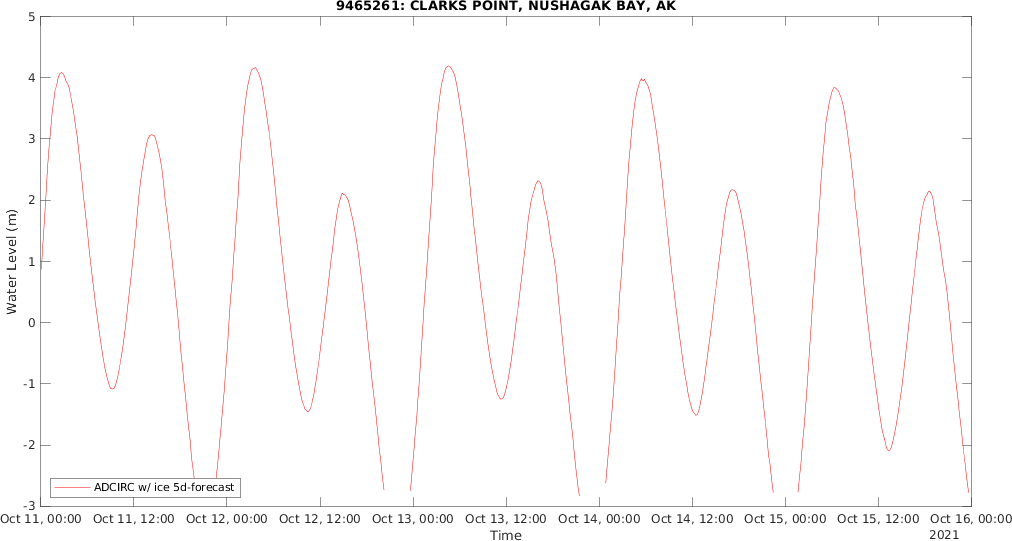 9465261: CLARKS POINT, NUSHAGAK BAY, AK
5
4
3
2
1
0
-1
-2
-3
Water Level (m)
ADCIRC w/ ice 5d-forecast
Oct 11, 00:00 Oct 11, 12:00 Oct 12, 00:00 Oct 12, 12:00 Oct 13, 00:00 Oct 13, 12:00 Oct 14, 00:00 Oct 14, 12:00 Oct 15, 00:00 Oct 15, 12:00 Oct 16, 00:00
Time
2021